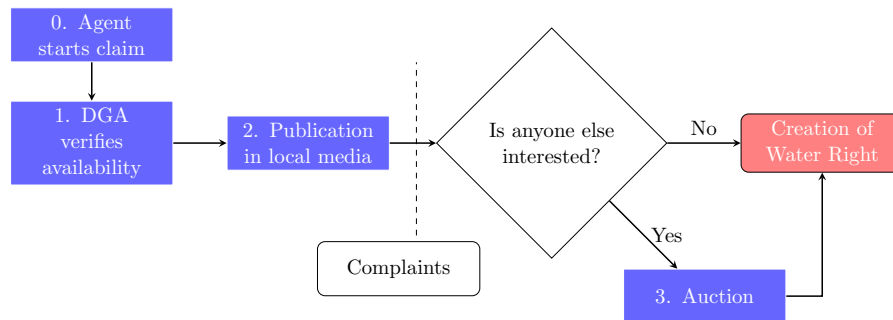 0. Agent
starts claim
1. DGA
verifies
availability
2. Publication
in local media
Complaints
Is anyone else
interested?
No
Yes
3. Auction
Creation of
Water Right